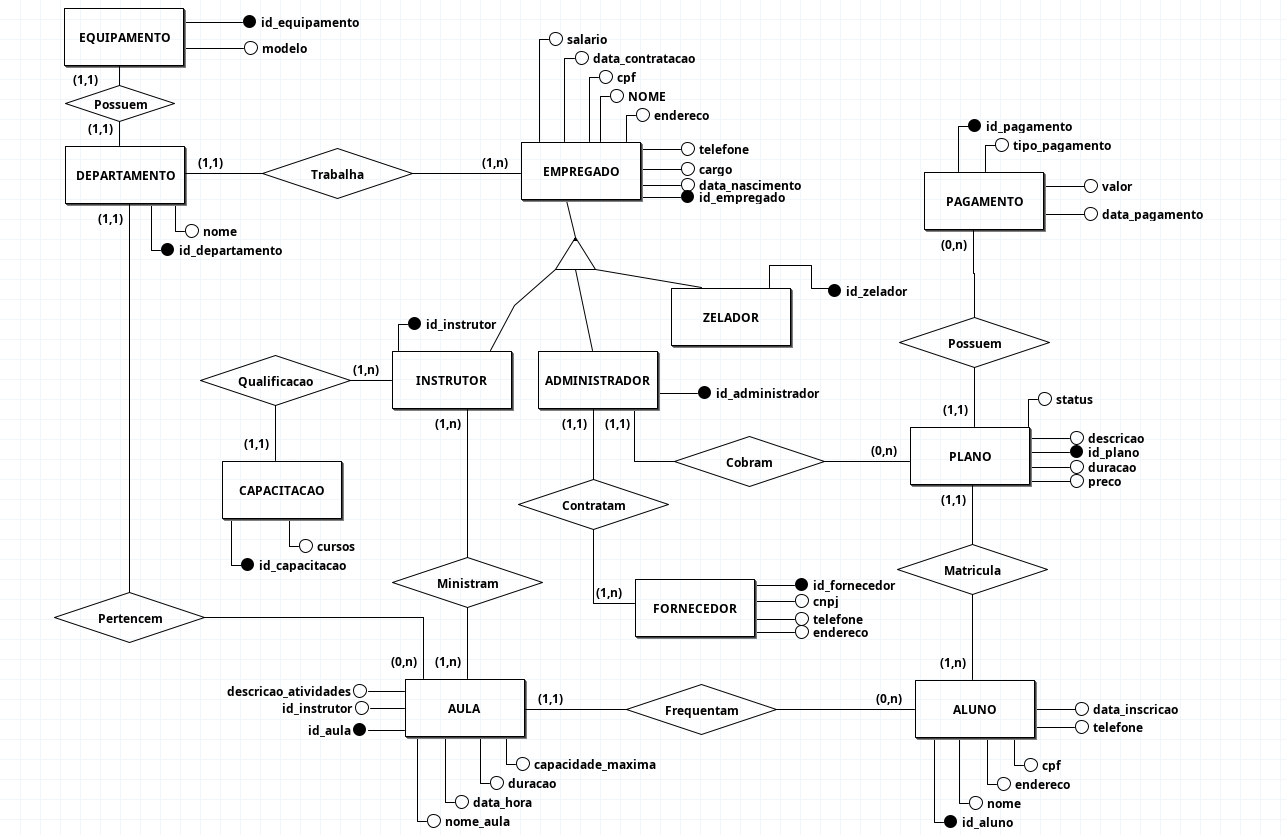 EQUIPAMENTO
id_equipamento
modelo
(1,1)
Possuem
(1,1)
DEPARTAMENTO
(1,1)
Trabalha
(1,n)
(1,1)
nome
id_departamento
salario
data_contratacao
cpf
NOME
endereco
EMPREGADO
telefone
cargo
data_nascimento
id_empregado
id_pagamento
tipo_pagamento
PAGAMENTO
valor
data_pagamento
(0,n)
Possuem
(1,1)
ZELADOR
id_zelador
id_instrutor
INSTRUTOR
(1,n)
Qualificacao
(1,1)
CAPACITACAO
cursos
id_capacitacao
ADMINISTRADOR
id_administrador
(1,n)
(1,1)
(1,1)
Cobram
(0,n)
status
PLANO
descricao
id_plano
duracao
preco
(1,1)
Contratam
(1,n)
FORNECEDOR
id_fornecedor
cnpj
telefone
endereco
Matricula
(1,n)
Ministram
Pertencem
(0,n)
(1,n)
descricao_atividades
id_instrutor
id_aula
AULA
(1,1)
Frequentam
(0,n)
ALUNO
data_inscricao
telefone
capacidade_maxima
duracao
data_hora
nome_aula
cpf
endereco
nome
id_aluno